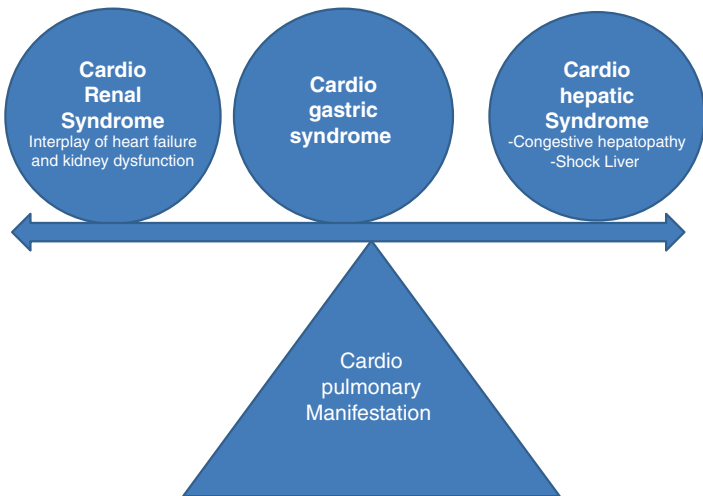 Cardio
Renal
Syndrome
Interplay of heart failure
and kidney dysfunction
Cardio
gastric
syndrome
Cardio
hepatic
Syndrome
-Congestive hepatopathy
-Shock Liver
Cardio
pulmonary
Manifestation